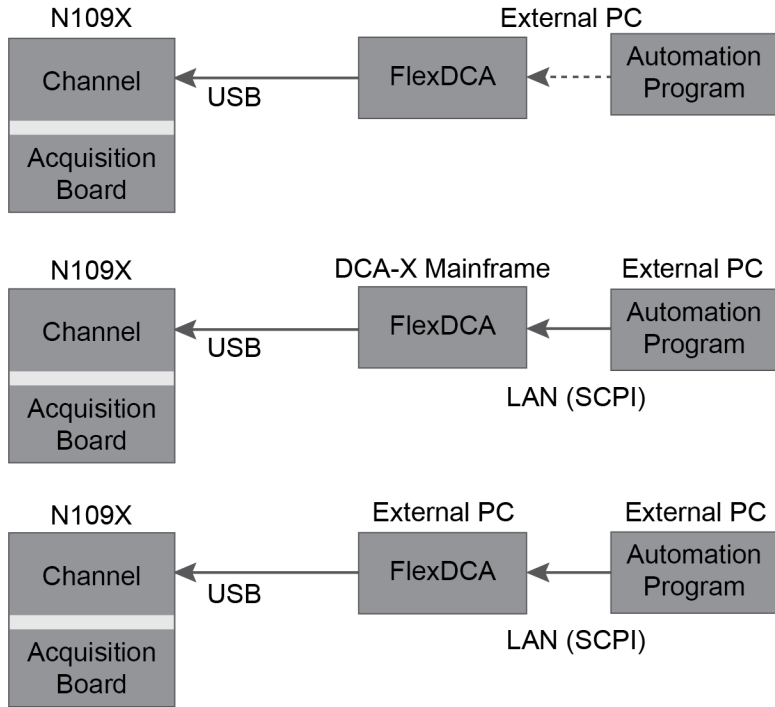 N109X
External PC
Channel
USB
FlexDCA
Automation
Program
Acquisition
Board
N109X
DCA-X Mainframe
External PC
Channel
USB
FlexDCA
Automation
Program
LAN (SCPI)
Acquisition
Board
N109X
External PC
External PC
Channel
USB
FlexDCA
Automation
Program
LAN (SCPI)
Acquisition
Board